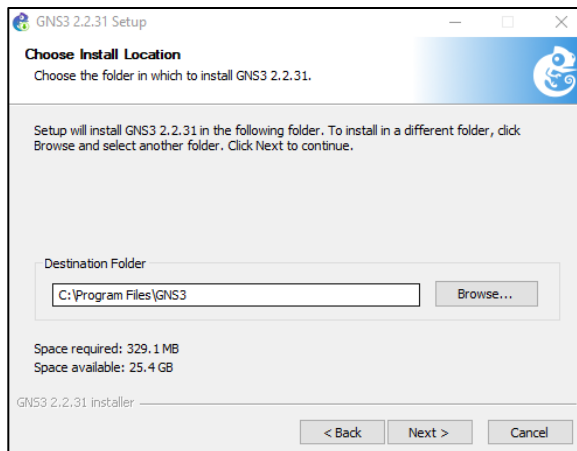 GNS3 2.2.31 Setup
Choose Install Location
Choose the folder in which to install GNS3 2.2.31.
Setup will install GNS3 2.2.31 in the following folder. To install in a different folder, click
Browse and select another folder. Click Next to continue.
Destination Folder
C:\Program Files\GNS3
Browse...
Space required: 329.1 MB
Space available: 25.4 GB
GNS3 2.2.31 installer
< Back
Next >
Cancel